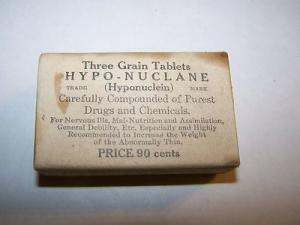 Three Grain Tablets
HYPO-NUCLANE
TRADE (Hyponuclein) MARK
Carefully Compounded of Purest
Drugs and Chemicals.
For Nervous Ills, Mal-Nutrition and Assimilation,
General Debility, Etc. Especially and Highly
Recommended to Increase the Weight
of the Abnormally Thin.
PRICE 90 cents